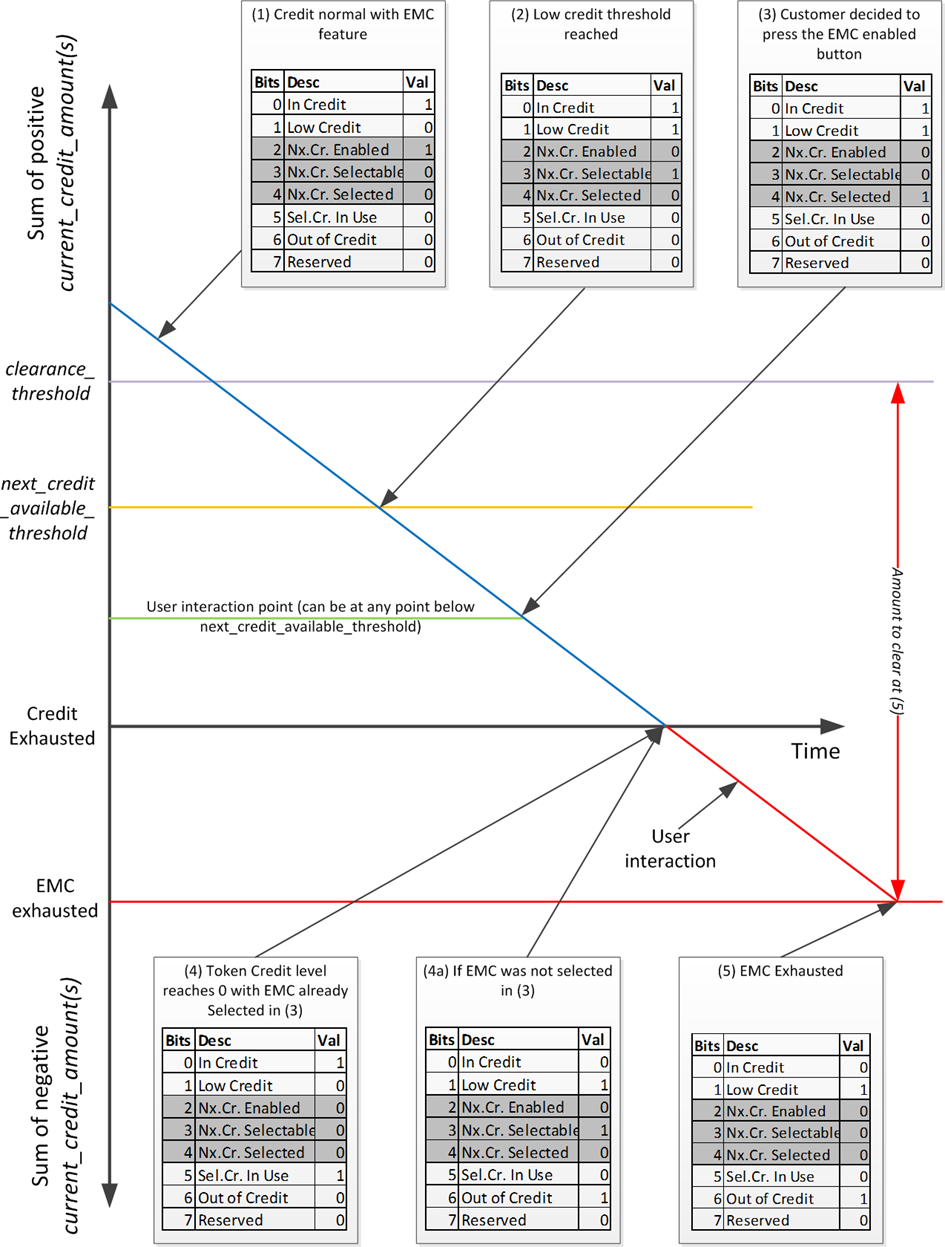 (1) Credit normal with EMC
feature
Bits Desc Val
0 In Credit 1
1 Low Credit 0
2 Nx.Cr. Enabled 1
3 Nx.Cr. Selectable 0
4 Nx.Cr. Selected 0
5 Sel.Cr. In Use 0
6 Out of Credit 0
7 Reserved 0
(2) Low credit threshold
reached
Bits Desc Val
0 In Credit 1
1 Low Credit 1
2 Nx.Cr. Enabled 0
3 Nx.Cr. Selectable 1
4 Nx.Cr. Selected 0
5 Sel.Cr. In Use 0
6 Out of Credit 0
7 Reserved 0
(3) Customer decided to
press the EMC enabled
button
Bits Desc Val
0 In Credit 1
1 Low Credit 1
2 Nx.Cr. Enabled 0
3 Nx.Cr. Selectable 0
4 Nx.Cr. Selected 1
5 Sel.Cr. In Use 0
6 Out of Credit 0
7 Reserved 0
Sum of positive
current_credit_amount(s)
clearance_
threshold
next_credit
_available_
threshold
User interaction point (can be at any point below
next_credit_available_threshold)
Amount to clear at (5)
Credit
Exhausted
Time
User
interaction
EMC
exhausted
Sum of negative
current_credit_amount(s)
(4) Token Credit level
reaches 0 with EMC already
Selected in (3)
Bits Desc Val
0 In Credit 1
1 Low Credit 0
2 Nx.Cr. Enabled 0
3 Nx.Cr. Selectable 0
4 Nx.Cr. Selected 0
5 Sel.Cr. In Use 1
6 Out of Credit 0
7 Reserved 0
(4a) If EMC was not selected
in (3)
Bits Desc Val
0 In Credit 0
1 Low Credit 1
2 Nx.Cr. Enabled 0
3 Nx.Cr. Selectable 1
4 Nx.Cr. Selected 0
5 Sel.Cr. In Use 0
6 Out of Credit 1
7 Reserved 0
(5) EMC Exhausted
Bits Desc Val
0 In Credit 0
1 Low Credit 1
2 Nx.Cr. Enabled 0
3 Nx.Cr. Selectable 0
4 Nx.Cr. Selected 0
5 Sel.Cr. In Use 0
6 Out of Credit 1
7 Reserved 0